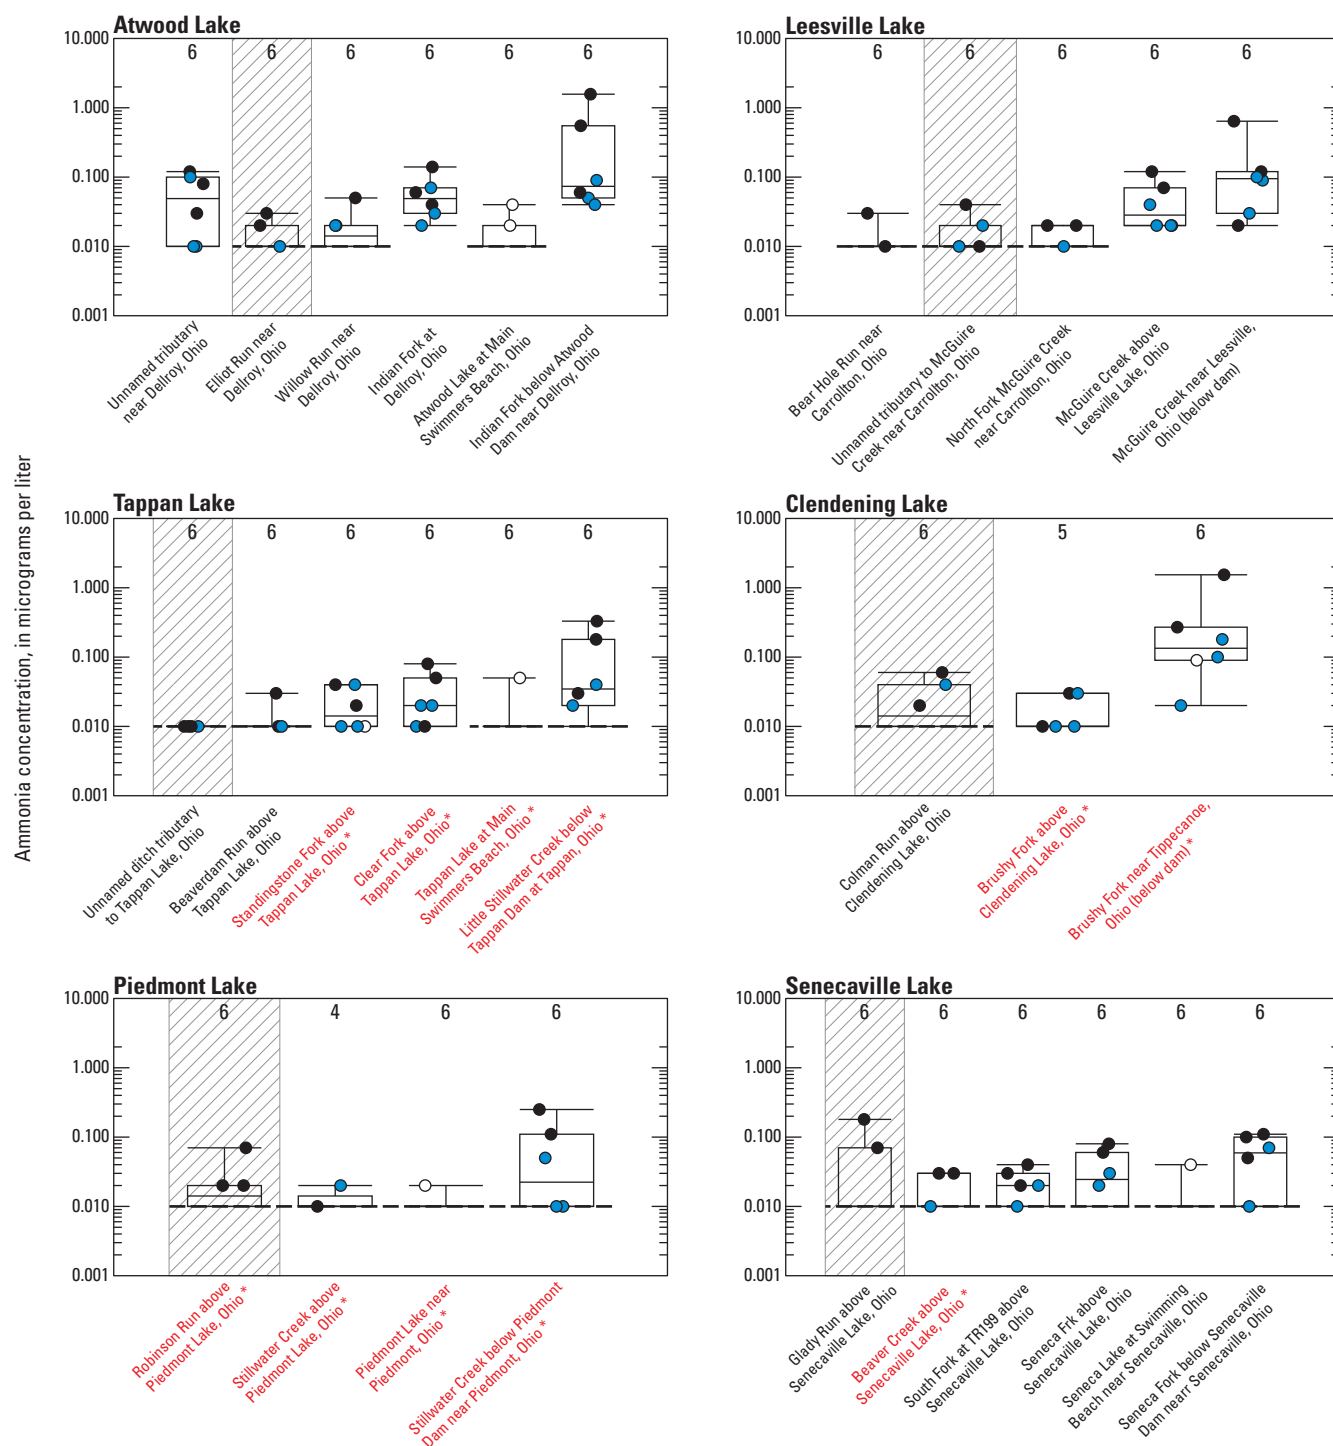 Ammonia concentration, in micrograms per liter
Atwood Lake
10.000
1.000
0.100
0.010
0.001
6 6 6 6 6 6
Unnamed tributary
near Dellroy, Ohio
Elliot Run near
Dellroy, Ohio
Willow Run near
Dellroy, Ohio
Indian Fork at
Dellroy, Ohio
Atwood Lake at Main
Swimmers Beach, Ohio
Indian Fork below Atwood
Dam near Dellroy, Ohio
Leesville Lake
10.000
1.000
0.100
0.010
0.001
6 6 6 6 6
Bear Hole Run near
Carrollton, Ohio
Unnamed tributary to McGuire
Creek near Carrollton, Ohio
North Fork McGuire Creek
near Carrollton, Ohio
McGuire Creek above
Leesville Lake, Ohio
McGuire Creek near Leesville,
Ohio (below dam)
Tappan Lake
10.000
1.000
0.100
0.010
0.001
6 6 6 6 6 6
Unnamed ditch tributary
to Tappan Lake, Ohio
Beaverdam Run above
Tappan Lake, Ohio
Standingstone Fork above
Tappan Lake, Ohio *
Clear Fork above
Tappan Lake, Ohio*
Tappan Lake at Main
Swimmers Beach, Ohio *
Little Stillwater Creek below
Tappan Dam at Tappan, Ohio *
Clendening Lake
10.000
1.000
0.100
0.010
0.001
6 5 6
Colman Run above
Clendening Lake, Ohio
Brushy Fork above
Clendening Lake, Ohio *
Brushy Fork near Tippecanoe,
Ohio (below dam) *
Piedmont Lake
10.000
1.000
0.100
0.010
0.001
6 4 6 6
Robinson Run above
Piedmont Lake, Ohio *
Stillwater Creek above
Piedmont Lake, Ohio *
Piedmont Lake near
Piedmont, Ohio *
Stillwater Creek below Piedmont
Dam near Piedmont, Ohio *
Senecaville Lake
10.000
1.000
0.100
0.010
0.001
6 6 6 6 6 6
Glady Run above
Senecaville Lake, Ohio
Beaver Creek above
Senecaville Lake, Ohio *
South Fork at TR199 above
Senecaville Lake, Ohio
Seneca Frk above
Senecaville Lake, Ohio
Seneca Lake at Swimming
Beach near Senecaville, Ohio
Seneca Fork below Senecaville
Dam nearr Senecaville, Ohio